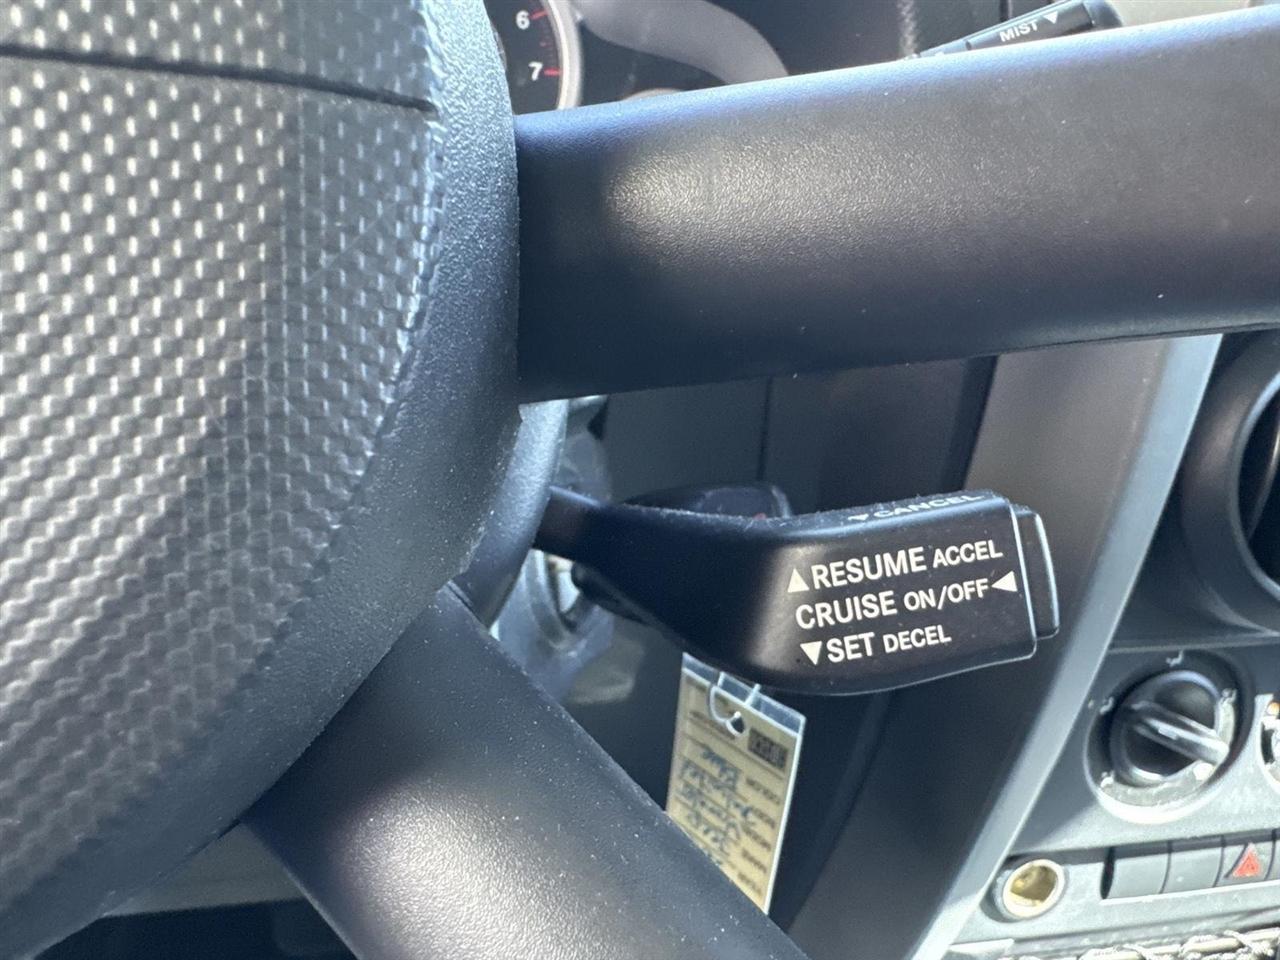 6
7
MIST▼
▼CANCEL
▲RESUME ACCEL
CRUISE ON/OFF◄
▼SET DECEL